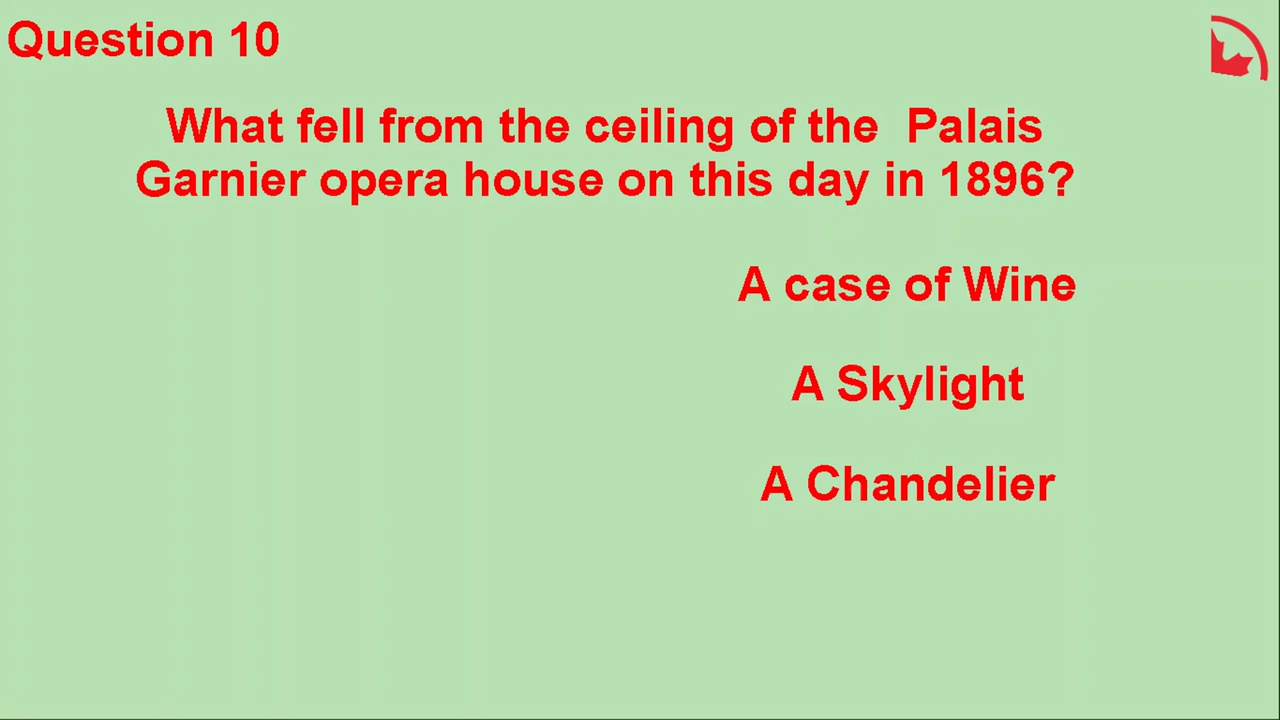 Question 10
What fell from the ceiling of the  Palais
Garnier opera house on this day in 1896?
A case of Wine
A Skylight
A Chandelier